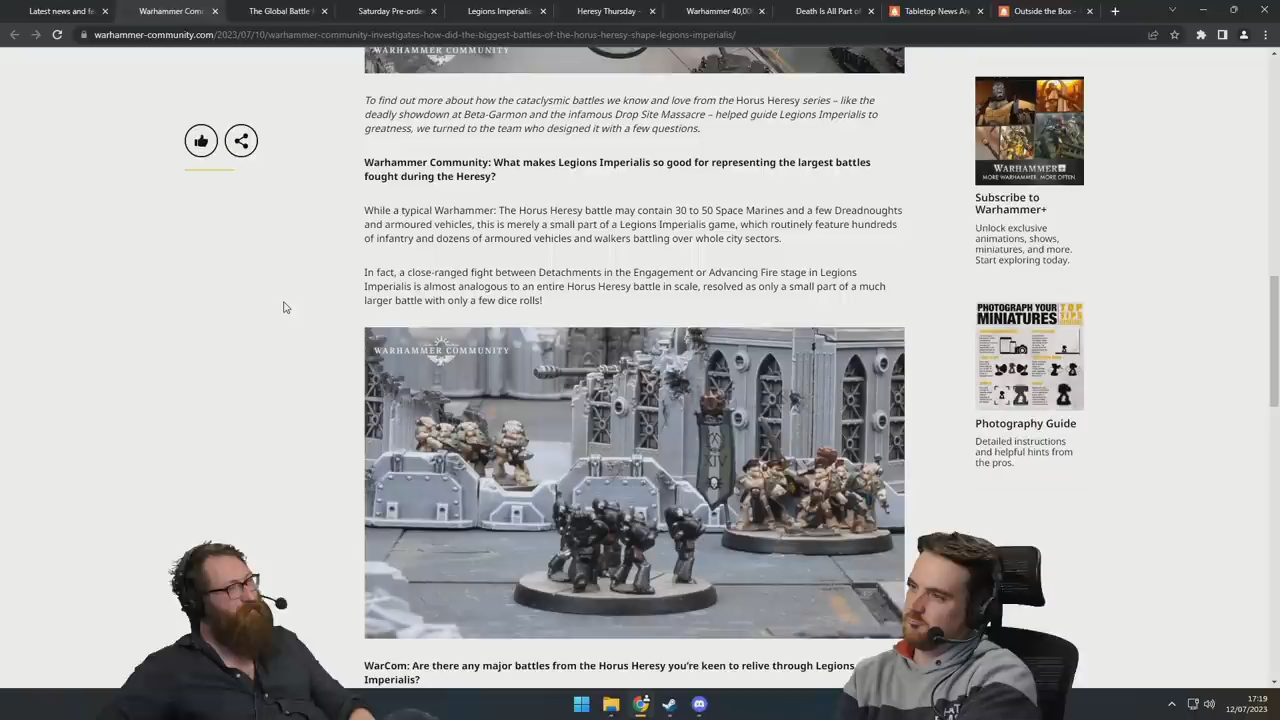 Latest news and fe
Warhammer Com
The Global Battle
Saturday Pre-orde
Legions Imperialis
Heresy Thursday –
Warhammer 40,00
Death Is All Part of
Tabletop News Are
Outside the Box -
warhammer-community.com/2023/07/10/warhammer-community-investigates-how-did-the-biggest-battles-of-the-horus-heresy-shape-legions-imperialis/
WARHAMMER COMMUNITY
To find out more about how the cataclysmic battles we know and love from the Horus Heresy series – like the
deadly showdown at Beta-Garmon and the infamous Drop Site Massacre – helped guide Legions Imperialis to
greatness, we turned to the team who designed it with a few questions.
Warhammer Community: What makes Legions Imperialis so good for representing the largest battles
fought during the Heresy?
While a typical Warhammer: The Horus Heresy battle may contain 30 to 50 Space Marines and a few Dreadnoughts
and armoured vehicles, this is merely a small part of a Legions Imperialis game, which routinely feature hundreds
of infantry and dozens of armoured vehicles and walkers battling over whole city sectors.
In fact, a close-ranged fight between Detachments in the Engagement or Advancing Fire stage in Legions
Imperialis is almost analogous to an entire Horus Heresy battle in scale, resolved as only a small part of a much
larger battle with only a few dice rolls!
WARHAMMER COMMUNITY
WarCom: Are there any major battles from the Horus Heresy you're keen to relive through Legions
Imperialis?
WARHAMMER+
MORE WARHAMMER. MORE OFTEN.
Subscribe to
Warhammer+
Unlock exclusive
animations, shows,
miniatures, and more.
Start exploring today.
PHOTOGRAPH YOUR
MINIATURES
TOP
TIPS
Photography Guide
Detailed instructions
and helpful hints from
the pros.
17:19
12/07/2023